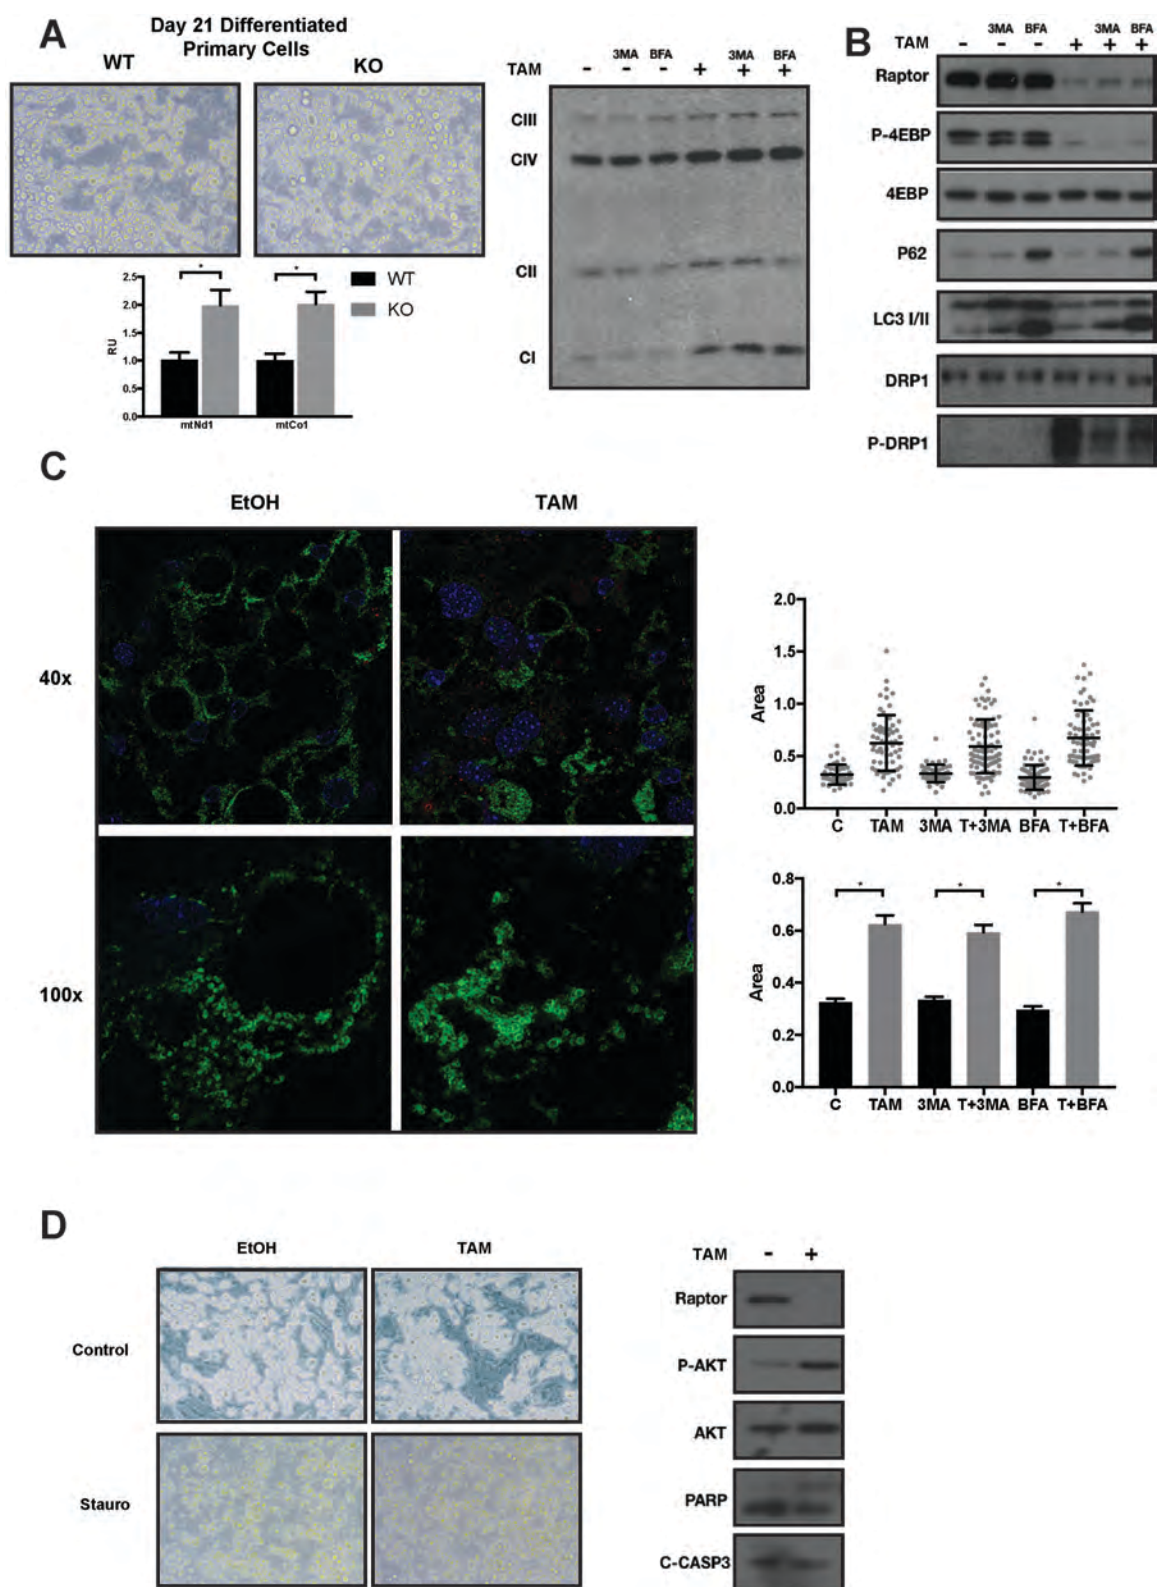 A
Day 21 Differentiated
Primary Cells
WT
KO
2.5
2.0
1.5
1.0
0.5
0.0
RU
mtNd1
mtCo1
*
*
WT
KO
3MA BFA 3MA BFA
TAM - - - + + +
CIII
CIV
CII
CI
B
3MA BFA 3MA BFA
TAM - - - + + +
Raptor
P-4EBP
4EBP
P62
LC3 I/II
DRP1
P-DRP1
C
EtOH
TAM
40x
100x
2.0
1.5
1.0
0.5
0.0
Area
C TAM 3MA T+3MA BFA T+BFA
0.8
0.6
0.4
0.2
0.0
Area
* * *
C TAM 3MA T+3MA BFA T+BFA
D
EtOH
TAM
Control
Stauro
TAM - +
Raptor
P-AKT
AKT
PARP
C-CASP3